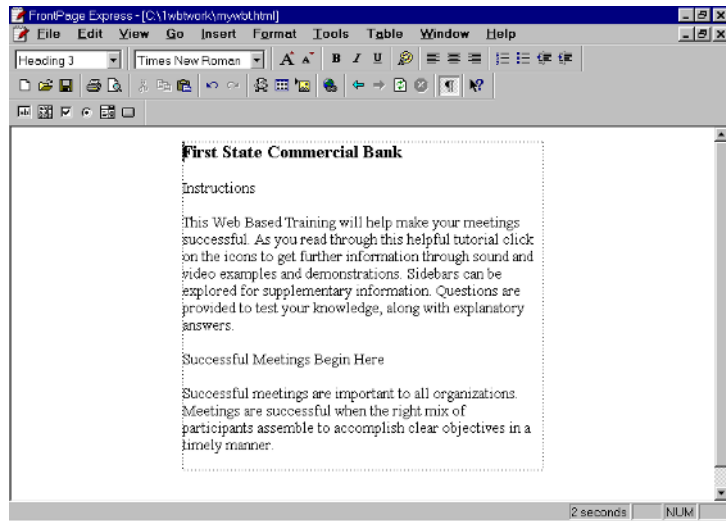 FrontPage Express - [C:\1wbtwork\mywbt.html]
File Edit View Go Insert Format Tools Table Window Help
Heading 3 Times New Roman A A B I U
First State Commercial Bank
Instructions
This Web Based Training will help make your meetings
successful. As you read through this helpful tutorial click
on the icons to get further information through sound and
video examples and demonstrations. Sidebars can be
explored for supplementary information. Questions are
provided to test your knowledge, along with explanatory
answers.
Successful Meetings Begin Here
Successful meetings are important to all organizations.
Meetings are successful when the right mix of
participants assemble to accomplish clear objectives in a
timely manner.
2 seconds NUM